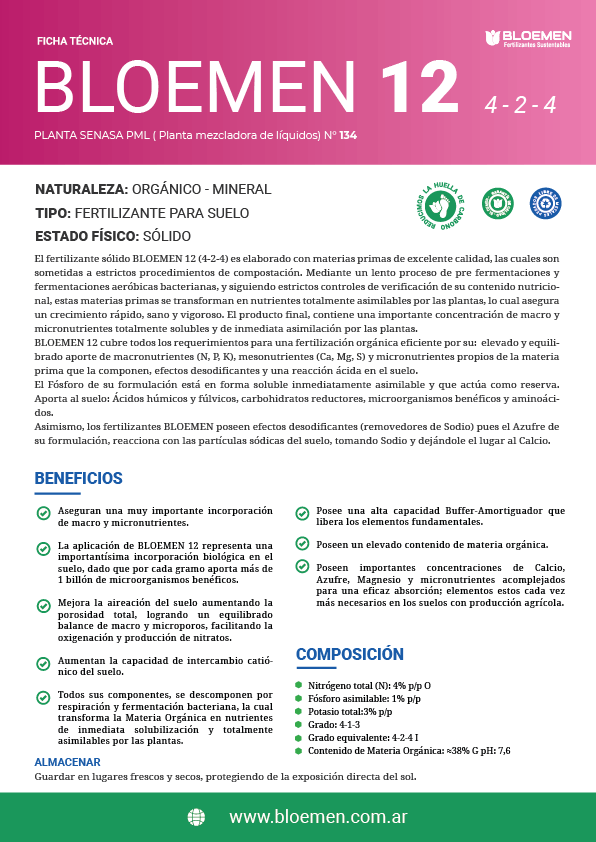 FICHA TÉCNICA
BLOEMEN
Fertilizantes Sustentables
BLOEMEN 12
4 - 2 - 4
PLANTA SENASA PML ( Planta mezcladora de líquidos) Nº 134
NATURALEZA: ORGÁNICO - MINERAL
TIPO: FERTILIZANTE PARA SUELO
ESTADO FÍSICO: SÓLIDO
REDUCIMOS LA HUELLA DE CARBONO
El fertilizante sólido BLOEMEN 12 (4-2-4) es elaborado con materias primas de excelente calidad, las cuales son
sometidas a estrictos procedimientos de compostación. Mediante un lento proceso de pre fermentaciones y
fermentaciones aeróbicas bacterianas, y siguiendo estrictos controles de verificación de su contenido nutricio-
nal, estas materias primas se transforman en nutrientes totalmente asimilables por las plantas, lo cual asegura
un crecimiento rápido, sano y vigoroso. El producto final, contiene una importante concentración de macro y
micronutrientes totalmente solubles y de inmediata asimilación por las plantas.
BLOEMEN 12 cubre todos los requerimientos para una fertilización orgánica eficiente por su: elevado y equili-
brado aporte de macronutrientes (N, P, K), mesonutrientes (Ca, Mg, S) y micronutrientes propios de la materia
prima que la componen, efectos desodificantes y una reacción ácida en el suelo.
El Fósforo de su formulación está en forma soluble inmediatamente asimilable y que actúa como reserva.
Aporta al suelo: Ácidos húmicos y fúlvicos, carbohidratos reductores, microorganismos benéficos y aminoáci-
dos.
Asimismo, los fertilizantes BLOEMEN poseen efectos desodificantes (removedores de Sodio) pues el Azufre de
su formulación, reacciona con las partículas sódicas del suelo, tomando Sodio y dejándole el lugar al Calcio.
BENEFICIOS
Aseguran una muy importante incorporación
de macro y micronutrientes.
La aplicación de BLOEMEN 12 representa una
importantísima incorporación biológica en el
suelo, dado que por cada gramo aporta más de
1 billón de microorganismos benéficos.
Mejora la aireación del suelo aumentando la
porosidad total, logrando un equilibrado
balance de macro y microporos, facilitando la
oxigenación y producción de nitratos.
Aumentan la capacidad de intercambio catió-
nico del suelo.
Todos sus componentes, se descomponen por
respiración y fermentación bacteriana, la cual
transforma la Materia Orgánica en nutrientes
de inmediata solubilización y totalmente
asimilables por las plantas.
Posee una alta capacidad Buffer-Amortiguador que
libera los elementos fundamentales.
Poseen un elevado contenido de materia orgánica.
Poseen importantes concentraciones de Calcio,
Azufre, Magnesio y micronutrientes acomplejados
para una eficaz absorción; elementos estos cada vez
más necesarios en los suelos con producción agrícola.
COMPOSICIÓN
Nitrógeno total (N): 4% p/p O
Fósforo asimilable: 1% p/p
Potasio total:3% p/p
Grado: 4-1-3
Grado equivalente: 4-2-4 I
Contenido de Materia Orgánica: ≈38% G pH: 7,6
ALMACENAR
Guardar en lugares frescos y secos, protegiendo de la exposición directa del sol.
www.bloemen.com.ar